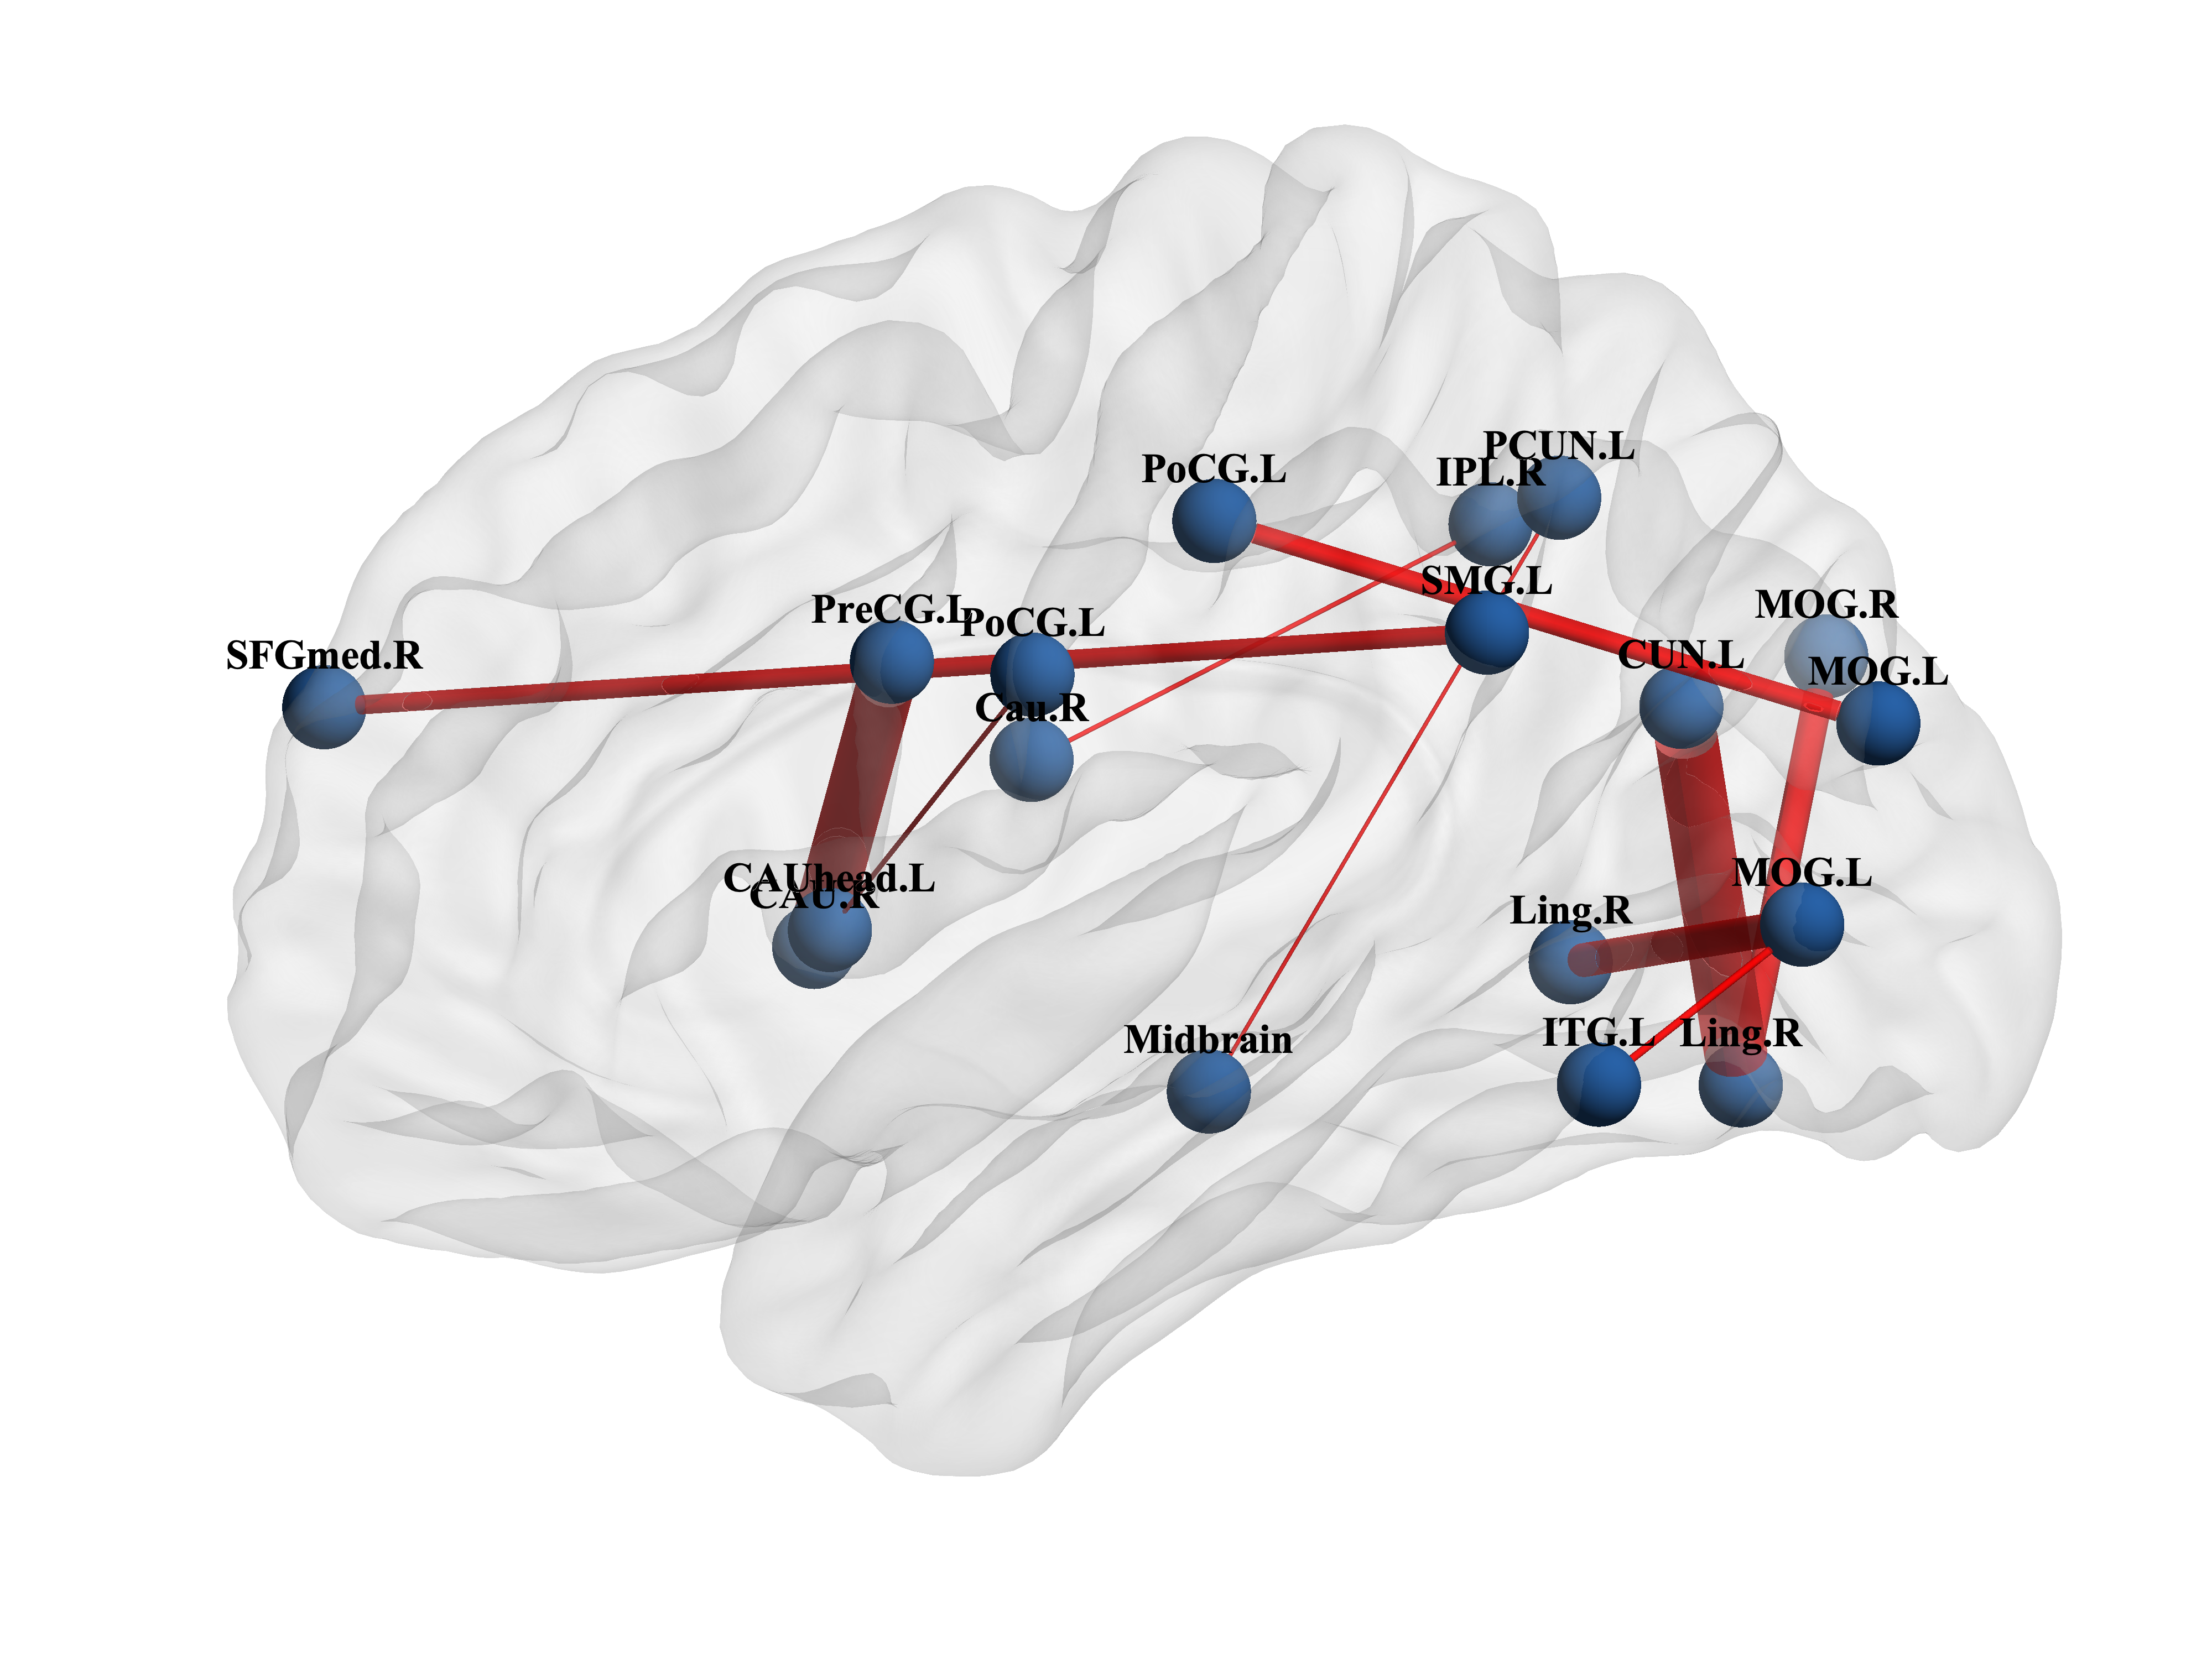 PCUN.L
PoCG.L
IPL.R
SMG.L
MOG.R
PreCG.L
PoCG.L
SFGmed.R
CUN.L
MOG.L
Cau.R
MOG.L
CAUhead.L
CAU.R
Ling.R
ITG.L
Ling.R
Midbrain